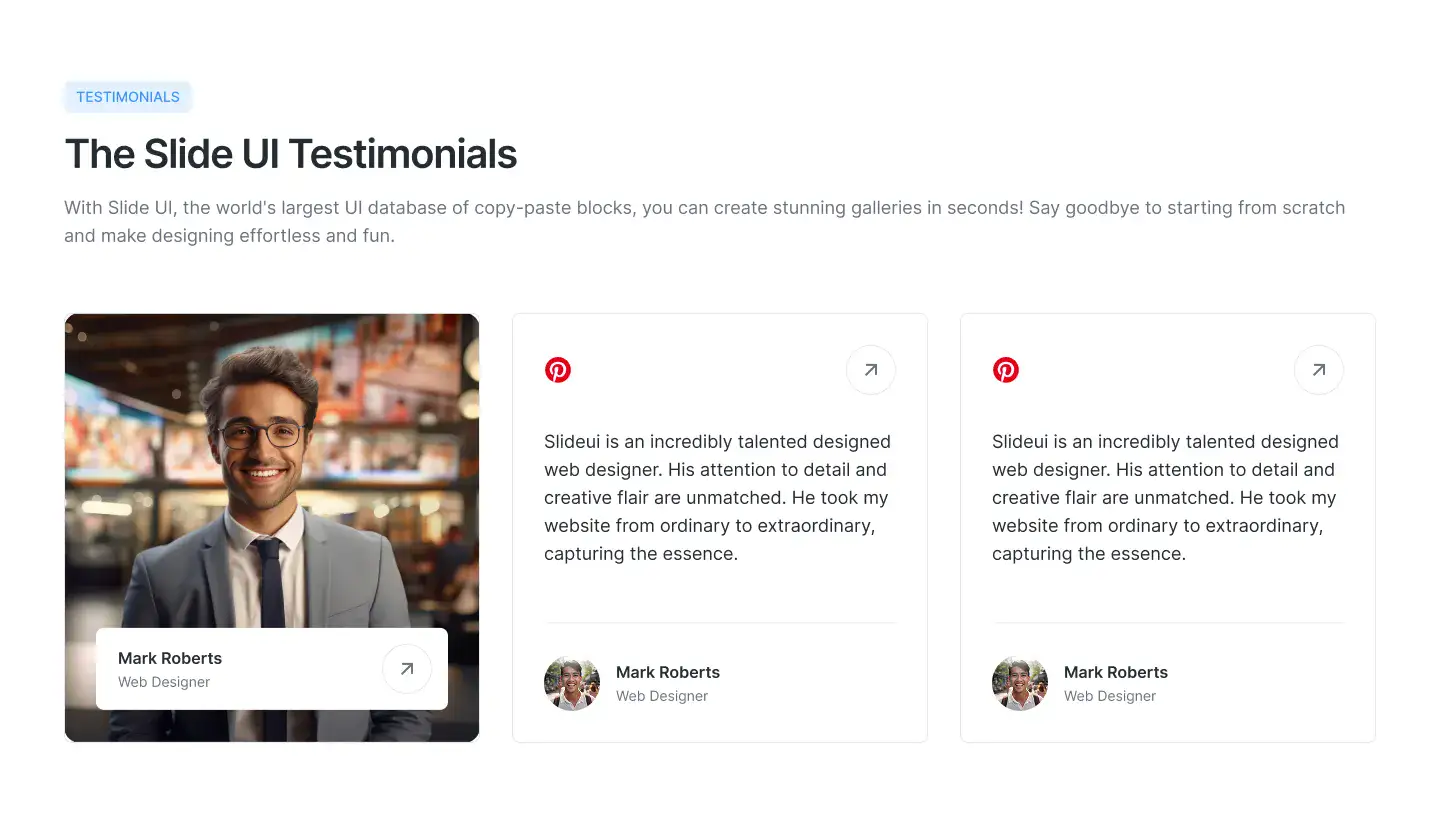 TESTIMONIALS
The Slide UI Testimonials
With Slide UI, the world's largest UI database of copy-paste blocks, you can create stunning galleries in seconds! Say goodbye to starting from scratch
and make designing effortless and fun.
Mark Roberts
Web Designer
Slideui is an incredibly talented designed
web designer. His attention to detail and
creative flair are unmatched. He took my
website from ordinary to extraordinary,
capturing the essence.
Mark Roberts
Web Designer
Slideui is an incredibly talented designed
web designer. His attention to detail and
creative flair are unmatched. He took my
website from ordinary to extraordinary,
capturing the essence.
Mark Roberts
Web Designer